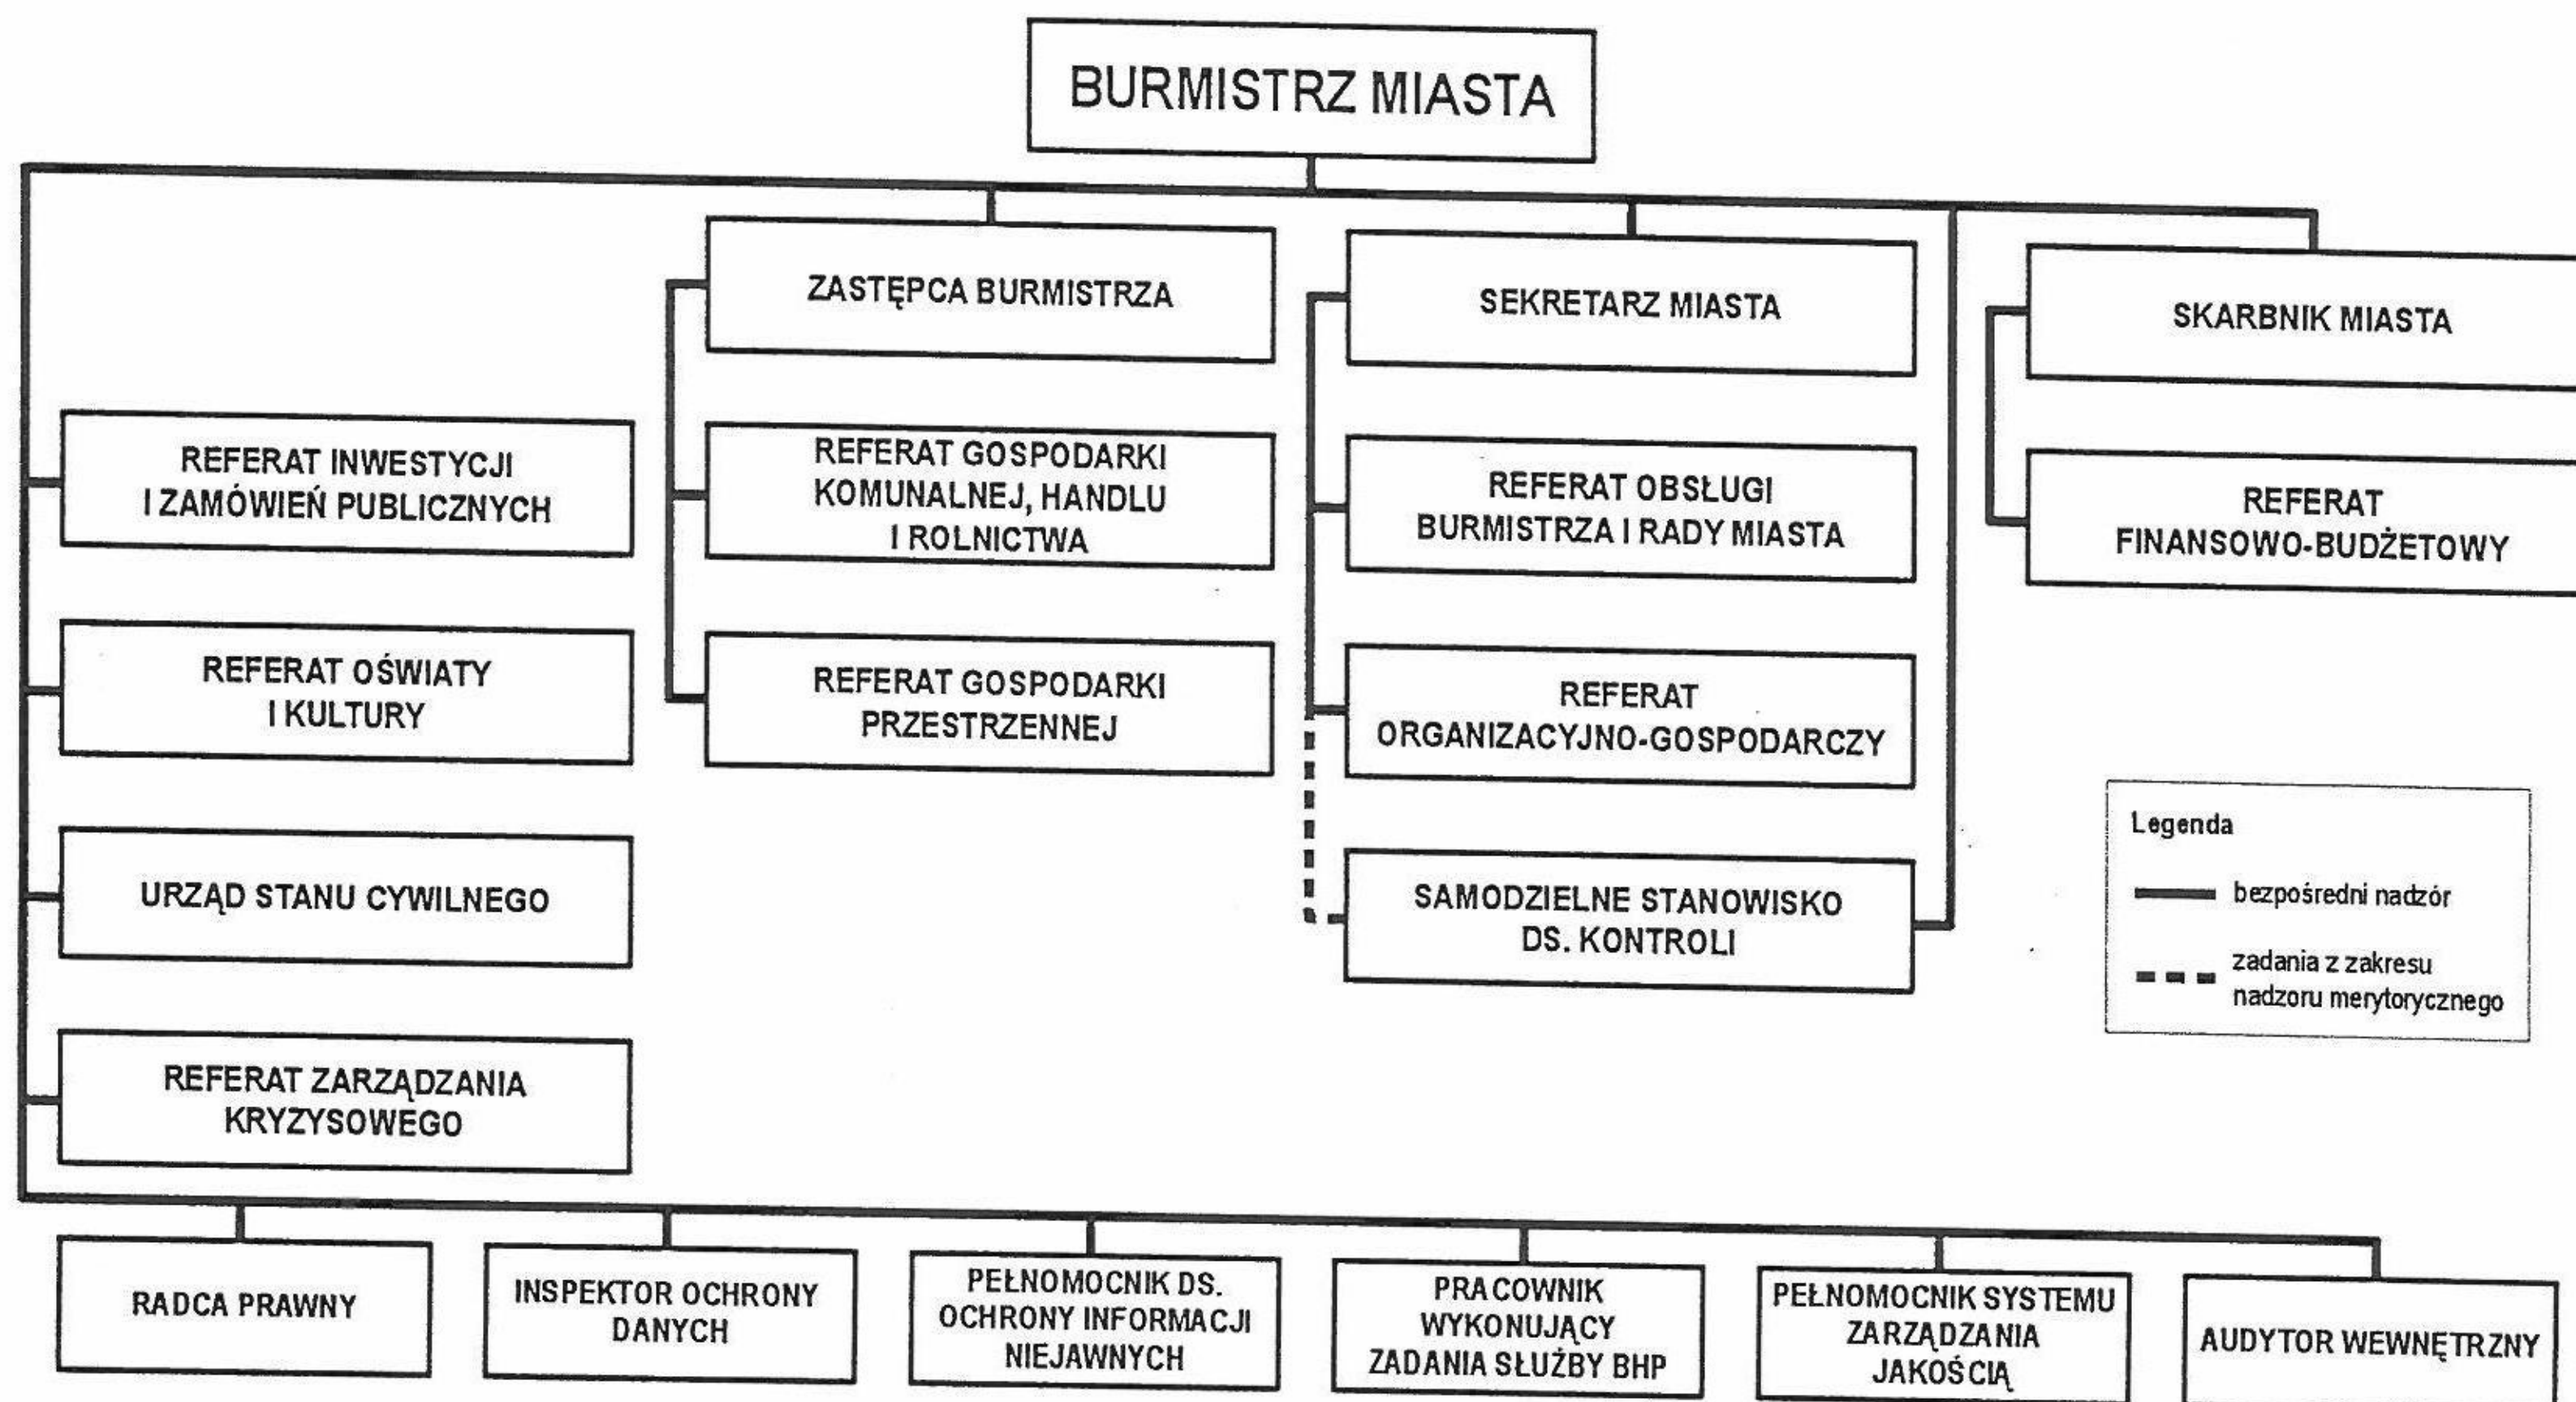 BURMISTRZ MIASTA
ZASTĘPCA BURMISTRZA
SEKRETARZ MIASTA
SKARBNIK MIASTA
REFERAT INWESTYCJI
I ZAMÓWIEŃ PUBLICZNYCH
REFERAT GOSPODARKI
KOMUNALNEJ, HANDLU
I ROLNICTWA
REFERAT OBSŁUGI
BURMISTRZA I RADY MIASTA
REFERAT
FINANSOWO-BUDŻETOWY
REFERAT OŚWIATY
I KULTURY
REFERAT GOSPODARKI
PRZESTRZENNEJ
REFERAT
ORGANIZACYJNO-GOSPODARCZY
URZĄD STANU CYWILNEGO
SAMODZIELNE STANOWISKO
DS. KONTROLI
Legenda
bezpośredni nadzór
zadania z zakresu
nadzoru merytorycznego
REFERAT ZARZĄDZANIA
KRYZYSOWEGO
RADCA PRAWNY
INSPEKTOR OCHRONY
DANYCH
PEŁNOMOCNIK DS.
OCHRONY INFORMACJI
NIEJAWNYCH
PRACOWNIK
WYKONUJĄCY
ZADANIA SŁUŻBY BHP
PEŁNOMOCNIK SYSTEMU
ZARZĄDZANIA
JAKOŚCIĄ
AUDYTOR WEWNĘTRZNY